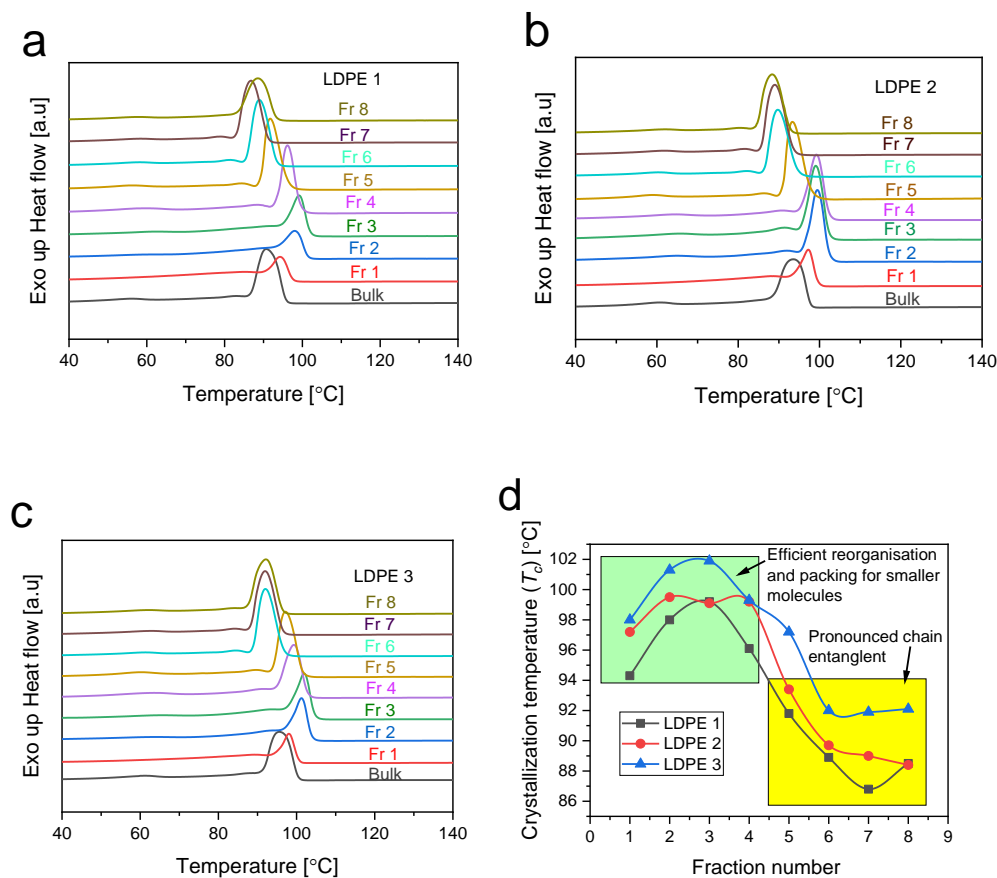 a
LDPE 1
Exo up Heat flow [a.u]
Fr 8
Fr 7
Fr 6
Fr 5
Fr 4
Fr 3
Fr 2
Fr 1
Bulk
40 60 80 100 120 140
Temperature [°C]
b
LDPE 2
Exo up Heat flow [a.u]
Fr 8
Fr 7
Fr 6
Fr 5
Fr 4
Fr 3
Fr 2
Fr 1
Bulk
40 60 80 100 120 140
Temperature [°C]
c
LDPE 3
Exo up Heat flow [a.u
Fr 8
Fr 7
Fr 6
Fr 5
Fr 4
Fr 3
Fr 2
Fr 1
Bulk
40 60 80 100 120 140
Temperature [°C]
d
Crystallization temperature (Tc) [°C]
102
100
98
96
94
92
90
88
86
Efficient reorganisation
and packing for smaller
molecules
Pronounced chain
entanglent
LDPE 1
LDPE 2
LDPE 3
0 1 2 3 4 5 6 7 8 9
Fraction number